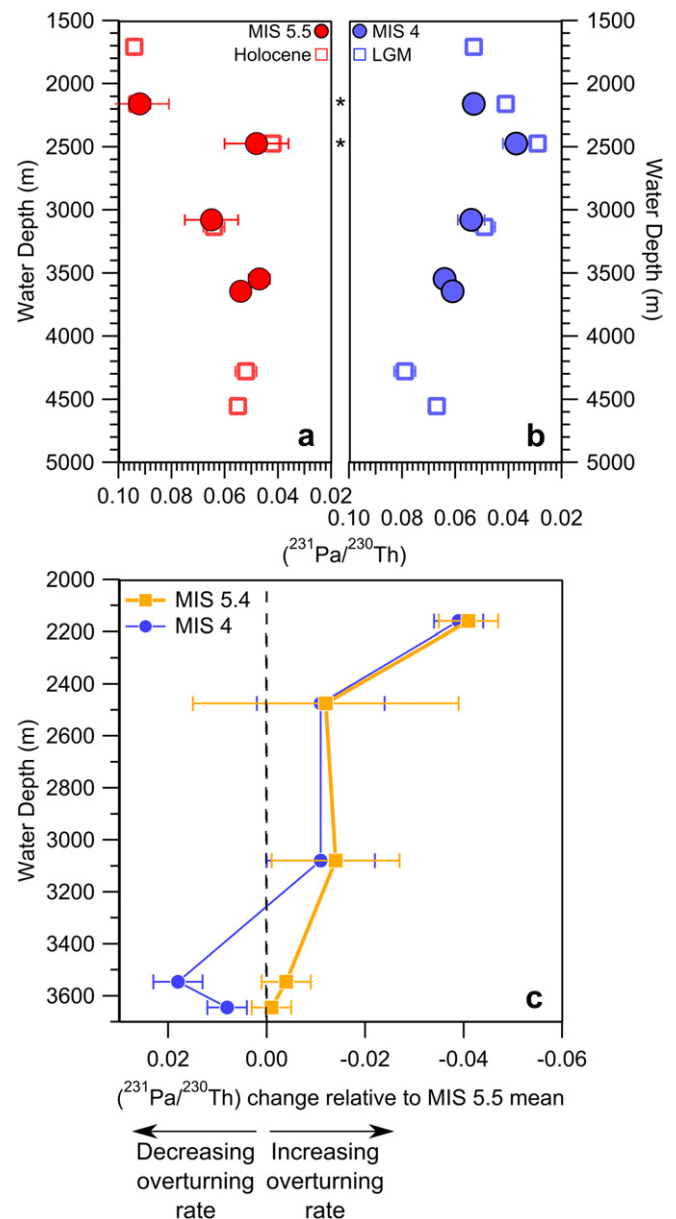 MIS 5.5
Holocene
MIS 4
LGM
1500
2000
2500
3000
3500
4000
4500
5000
Water Depth (m)
*
*
1500
2000
2500
3000
3500
4000
4500
5000
Water Depth (m)
a
b
0.10 0.08 0.06 0.04 0.02
0.10 0.08 0.06 0.04 0.02
(²³¹Pa/²³⁰Th)
MIS 5.4
MIS 4
2000
2200
2400
2600
2800
3000
3200
3400
3600
Water Depth (m)
c
0.02 0.00 -0.02 -0.04 -0.06
(²³¹Pa/²³⁰Th) change relative to MIS 5.5 mean
Decreasing
overturning
rate
Increasing
overturning
rate